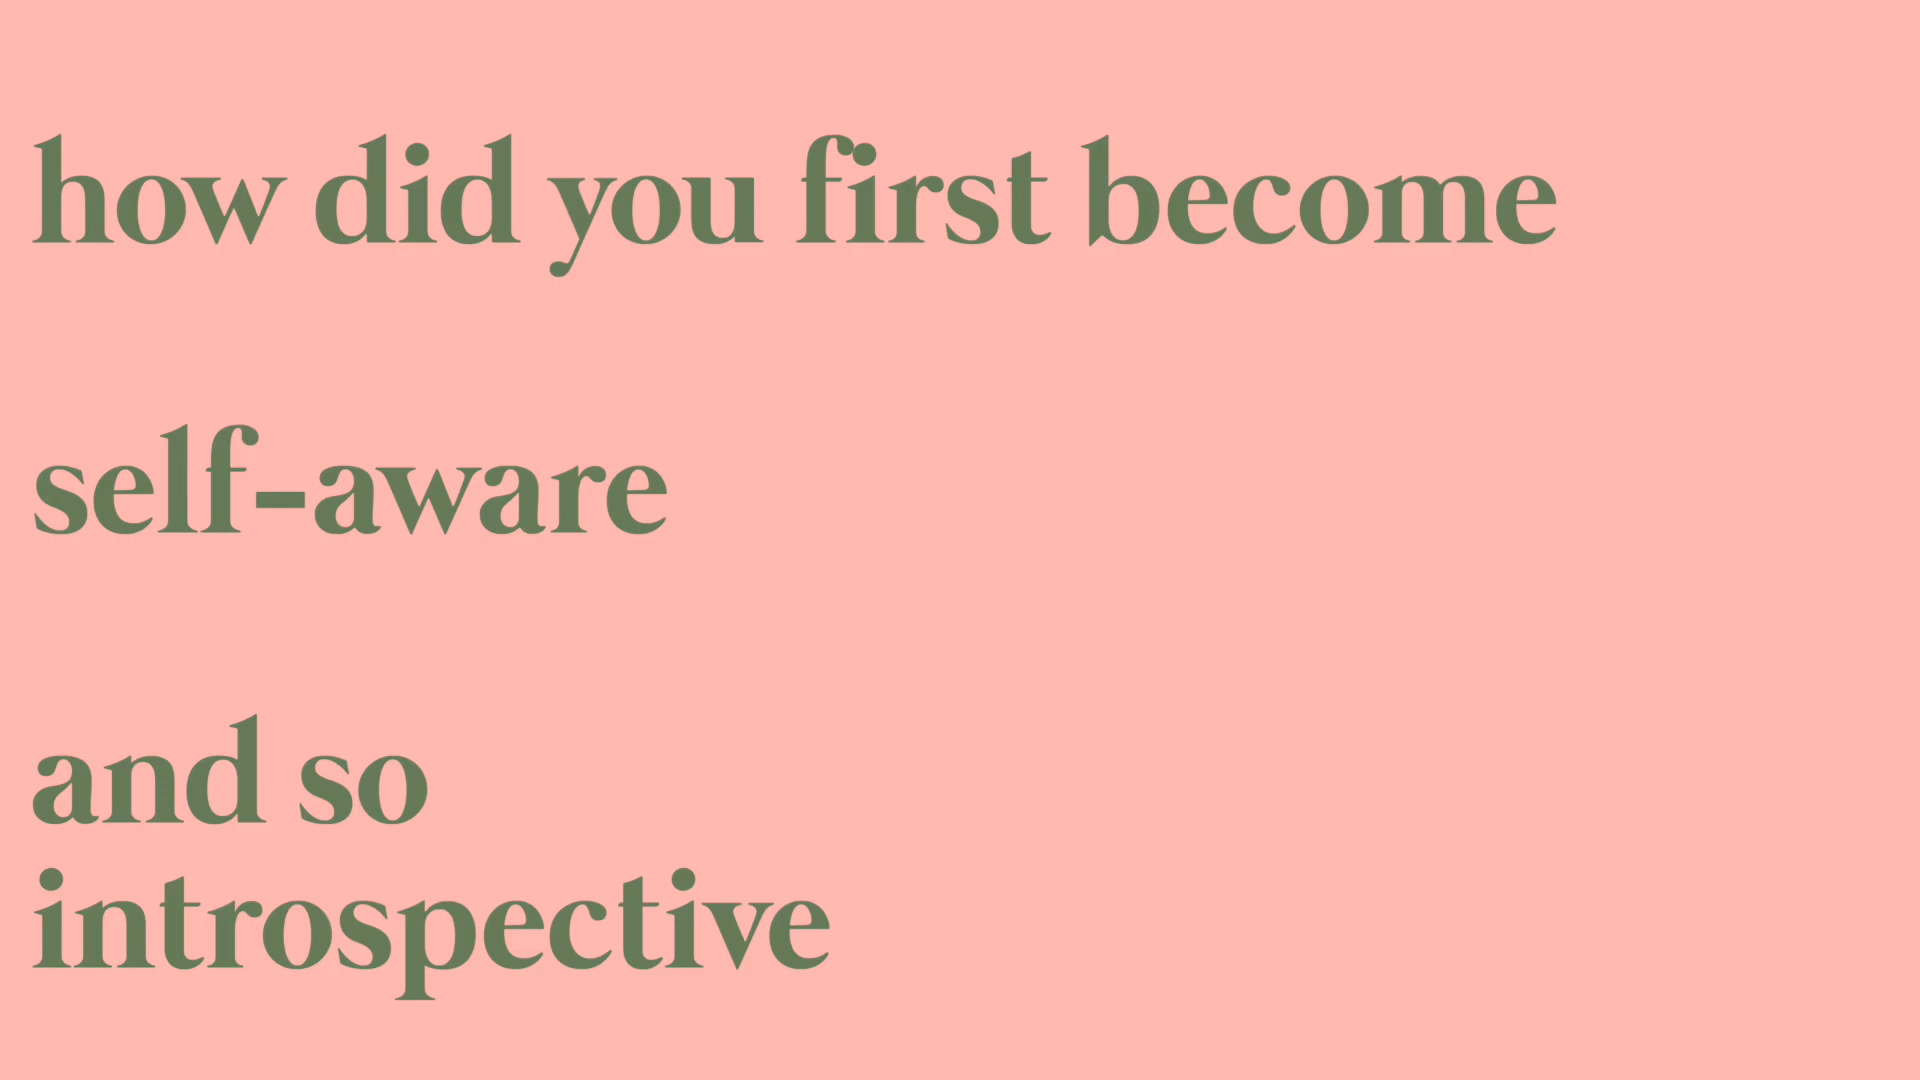 how did you first become
self-aware
and so
introspective